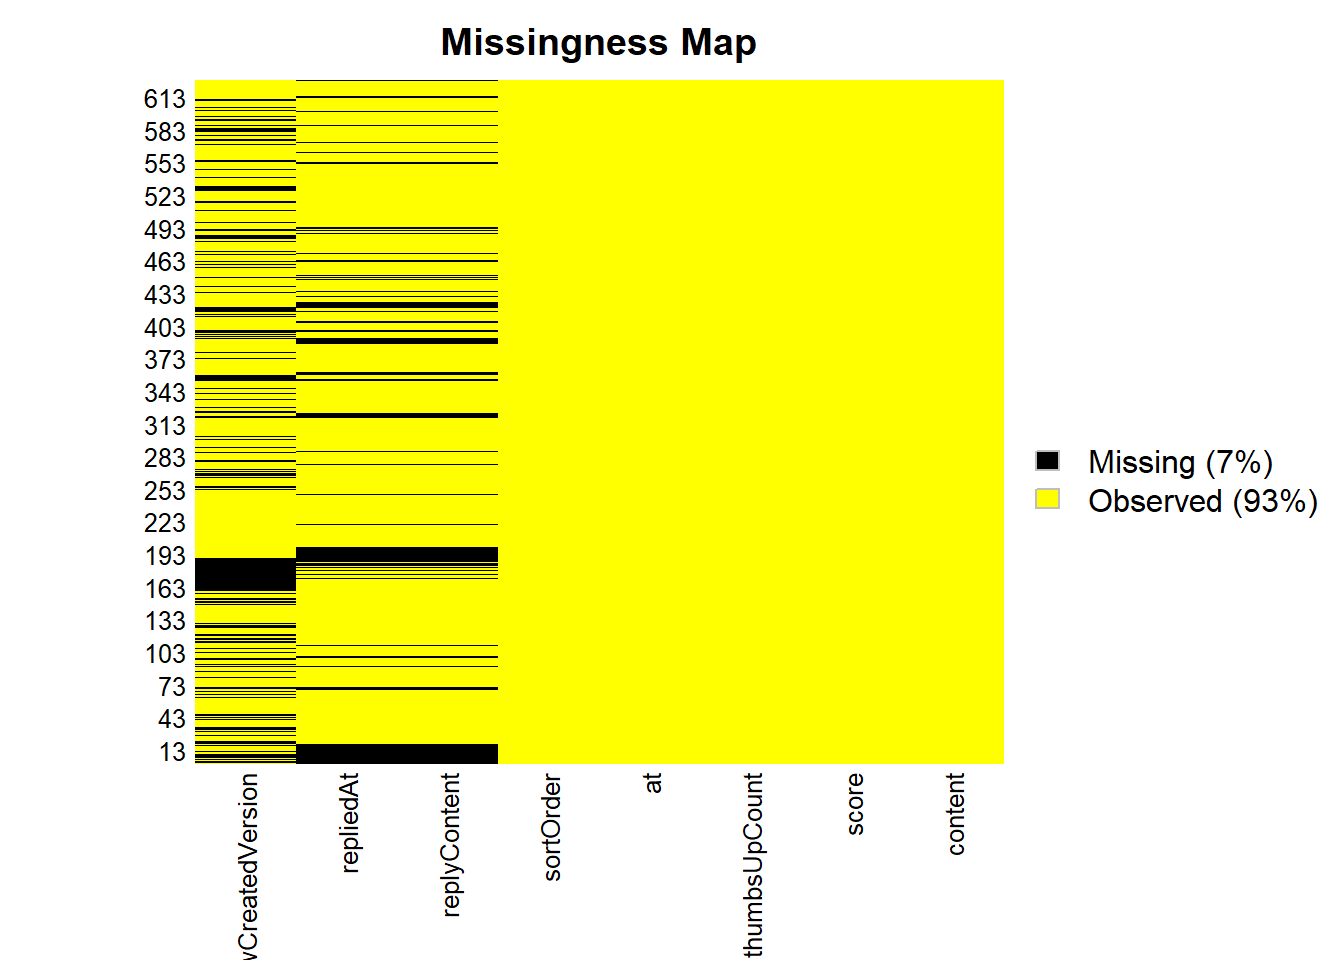 Missingness Map
613
583
553
523
493
463
433
403
373
343
313
283
253
223
193
163
133
103
73
43
13
Missing (7%)
Observed (93%)
wCreatedVersion
repliedAt
replyContent
sortOrder
at
thumbsUpCount
score
content